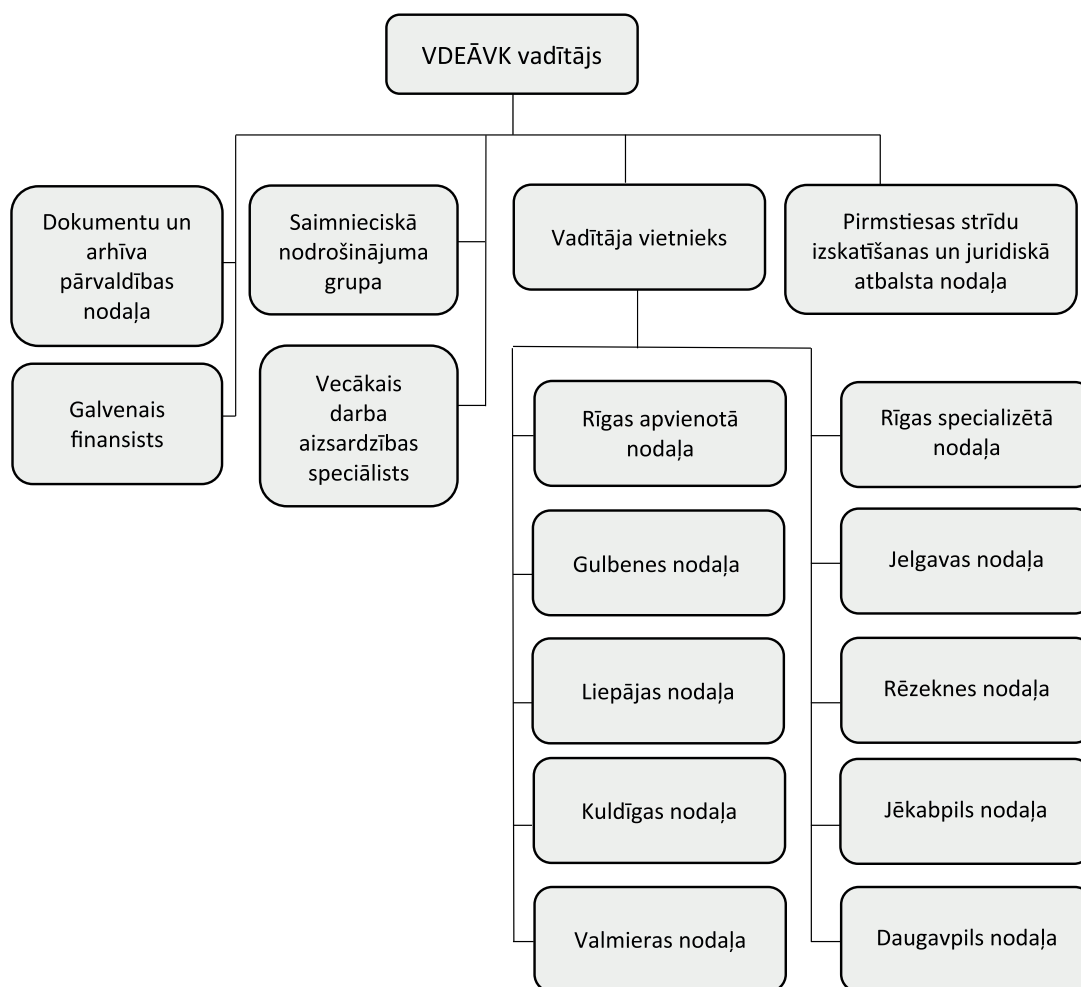 VDEĀVK vadītājs
Dokumentu un
arhīva
pārvaldības
nodaļa
Saimnieciskā
nodrošinājuma
grupa
Vadītāja vietnieks
Pirmstiesas strīdu
izskatīšanas un juridiskā
atbalsta nodaļa
Galvenais
finansists
Vecākais
darba
aizsardzības
speciālists
Rīgas apvienotā
nodaļa
Rīgas specializētā
nodaļa
Gulbenes nodaļa
Jelgavas nodaļa
Liepājas nodaļa
Rēzeknes nodaļa
Kuldīgas nodaļa
Jēkabpils nodaļa
Valmieras nodaļa
Daugavpils nodaļa